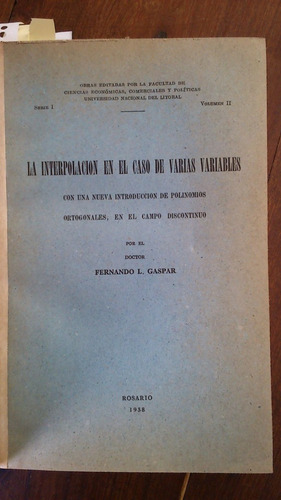 OBRAS EDITADAS POR LA FACULTAD DE
CIENCIAS ECONÓMICAS, COMERCIALES Y POLÍTICAS
UNIVERSIDAD NACIONAL DEL LITORAL
SERIE I VOLUMEN II
LA INTERPOLACION EN EL CASO DE VARIAS VARIABLES
CON UNA NUEVA INTRODUCCION DE POLINOMIOS
ORTOGONALES, EN EL CAMPO DISCONTINUO
POR EL
DOCTOR
FERNANDO L. GASPAR
ROSARIO
1938